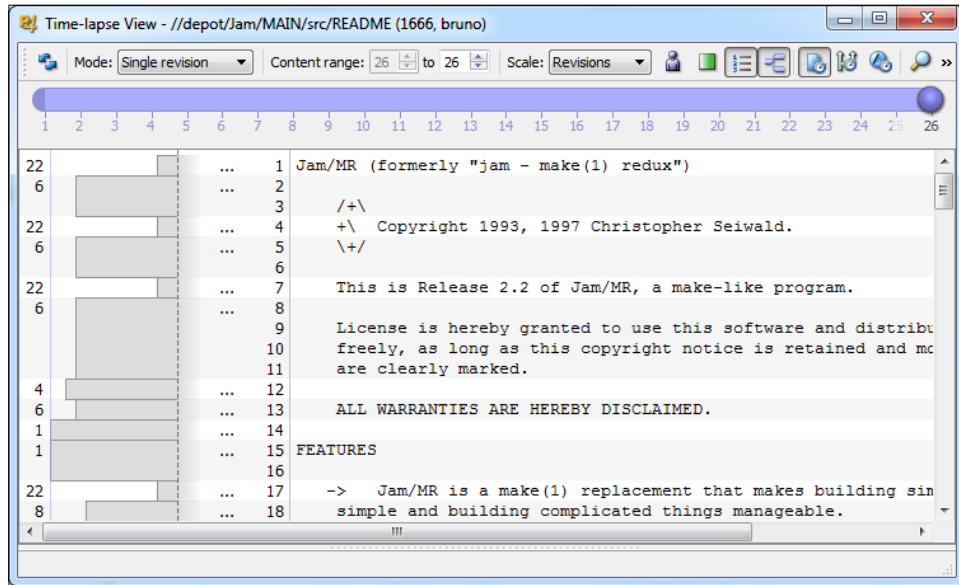 Time-lapse View - //depot/Jam/MAIN/src/README (1666, bruno)
Mode: Single revision Content range: 26 to 26 Scale: Revisions »
1 2 3 4 5 6 7 8 9 10 11 12 13 14 15 16 17 18 19 20 21 22 23 24 25 26
22 ... 1 Jam/MR (formerly "jam - make(1) redux")
6 ... 2
3 /+\
22 ... 4 +\ Copyright 1993, 1997 Christopher Seiwald.
6 ... 5 \+/
6
22 ... 7 This is Release 2.2 of Jam/MR, a make-like program.
6 ... 8
9 License is hereby granted to use this software and distribu
10 freely, as long as this copyright notice is retained and mo
11 are clearly marked.
4 ... 12
6 ... 13 ALL WARRANTIES ARE HEREBY DISCLAIMED.
1 ... 14
1 ... 15 FEATURES
16
22 ... 17 -> Jam/MR is a make(1) replacement that makes building sim
8 ... 18 simple and building complicated things manageable.